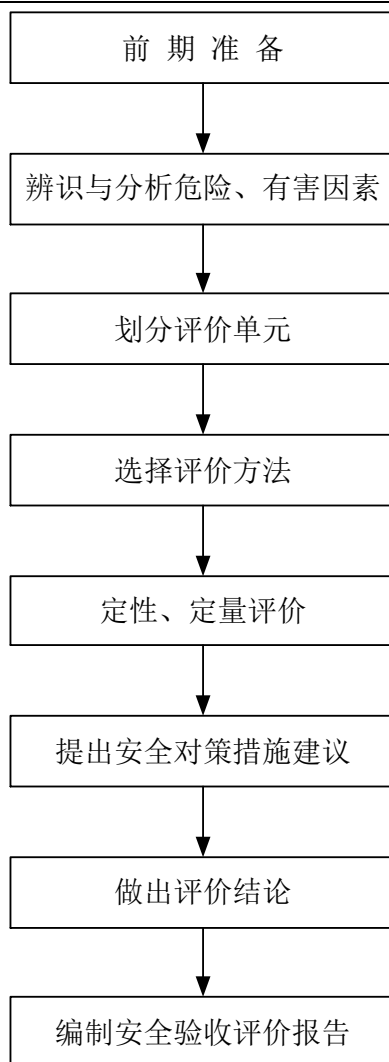 前 期 准 备
辨识与分析危险、有害因素
划分评价单元
选择评价方法
定性、定量评价
提出安全对策措施建议
做出评价结论
编制安全验收评价报告